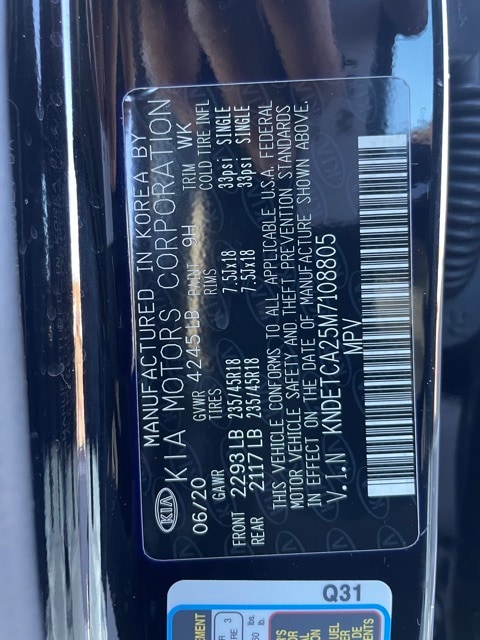 MANUFACTURED IN KOREA BY
KIA KIA MOTORS CORPORATION
06/20 GVWR 4245 LB PAINT 9H TRIM WK
GAWR TIRES RIMS COLD TIRE INFL
FRONT 2293 LB 235/45R18 7.5Jx18 33psi SINGLE
REAR 2117 LB 235/45R18 7.5Jx18 33psi SINGLE
THIS VEHICLE CONFORMS TO ALL APPLICABLE U.S.A. FEDERAL
MOTOR VEHICLE SAFETY AND THEFT PREVENTION STANDARDS
IN EFFECT ON THE DATE OF MANUFACTURE SHOWN ABOVE.
V.I.N KNDETCA25M7108805
MPV
Q31